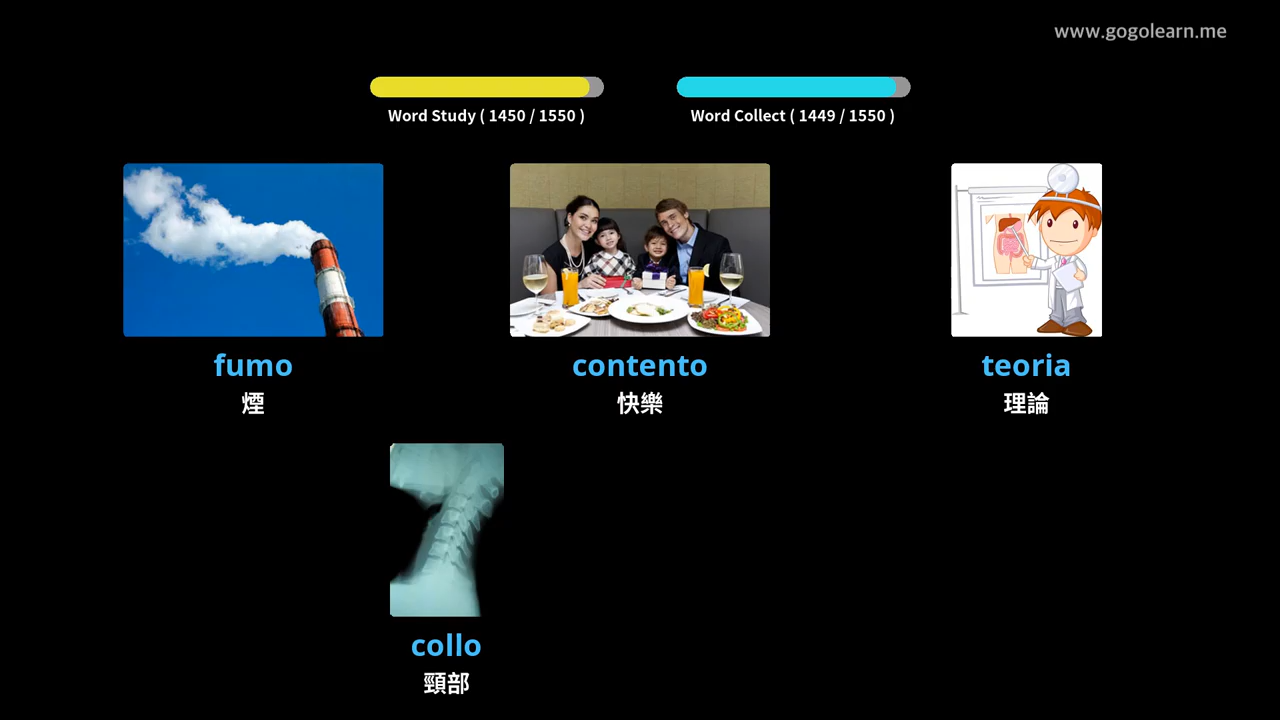 www.gogolearn.me
Word Study ( 1450 / 1550 )
Word Collect ( 1449 / 1550 )
fumo
煙
contento
快樂
teoria
理論
collo
頸部